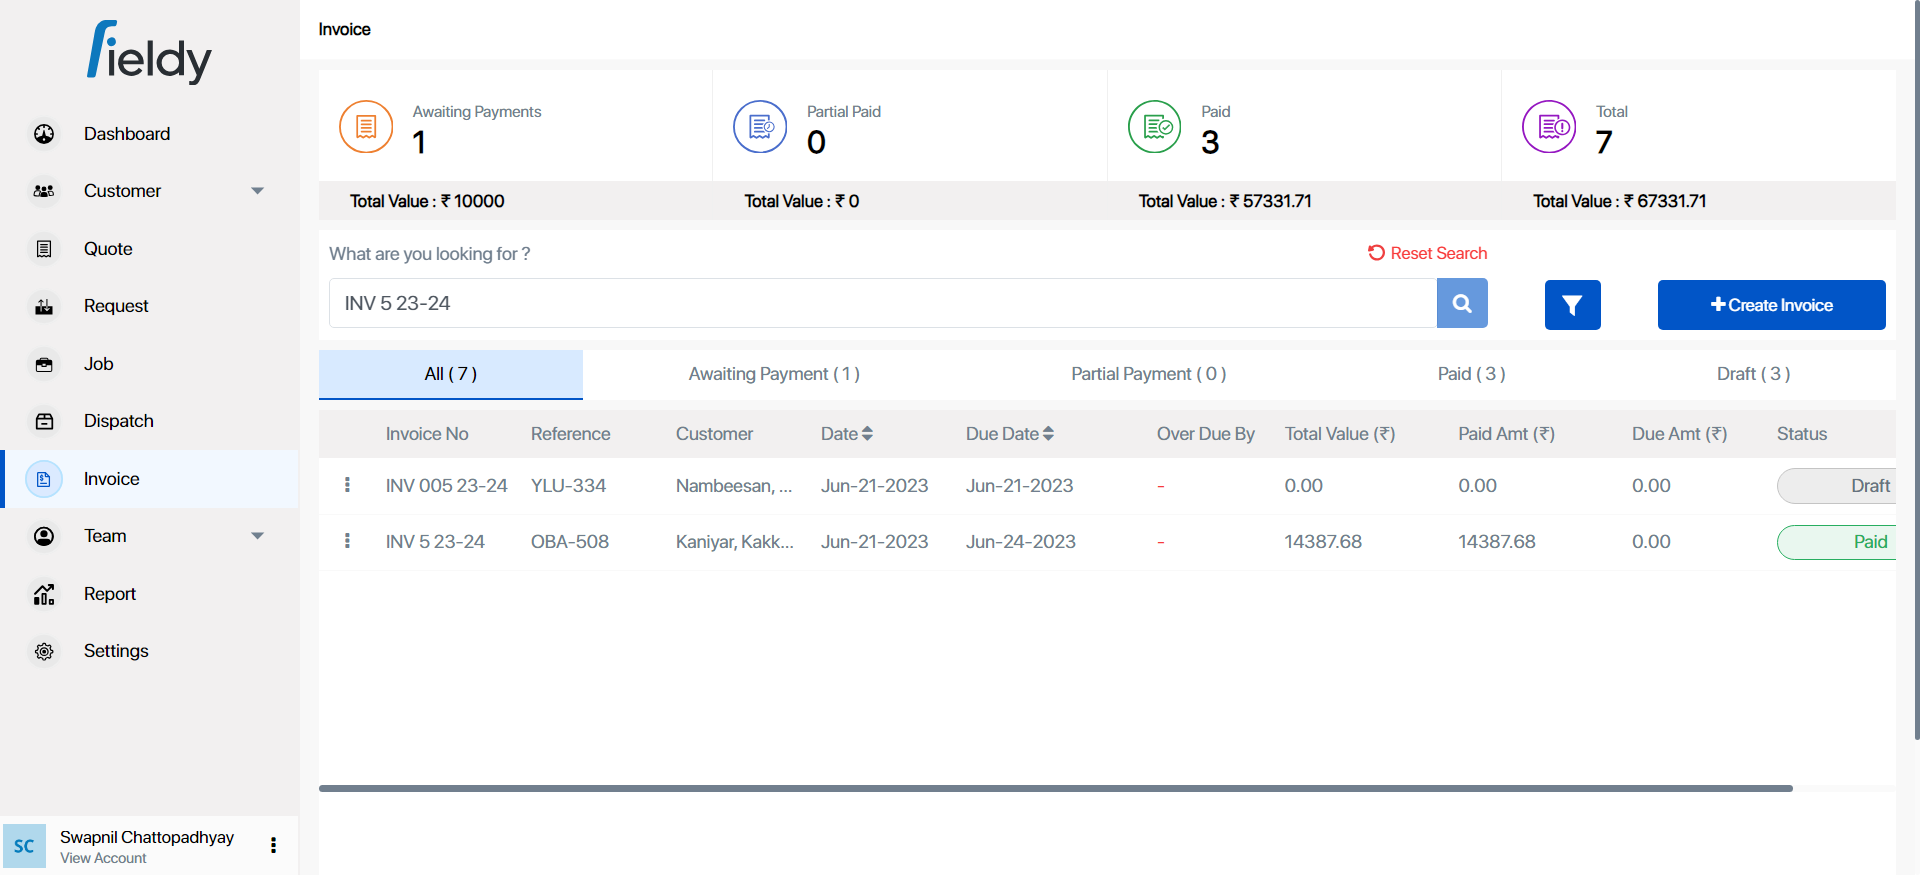 fieldy
Dashboard
Customer
Quote
Request
Job
Dispatch
Invoice
Team
Report
Settings
SC
Swapnil Chattopadhyay
View Account
Invoice
Awaiting Payments
1
Total Value : ₹ 10000
Partial Paid
0
Total Value : ₹ 0
Paid
3
Total Value : ₹ 57331.71
Total
7
Total Value : ₹ 67331.71
What are you looking for ?
Reset Search
INV 5 23-24
Create Invoice
All ( 7 ) Awaiting Payment ( 1 ) Partial Payment ( 0 ) Paid ( 3 ) Draft ( 3 )
Invoice No Reference Customer Date Due Date Over Due By Total Value (₹) Paid Amt (₹) Due Amt (₹) Status
INV 005 23-24 YLU-334 Nambeesan, ... Jun-21-2023 Jun-21-2023 - 0.00 0.00 0.00 Draft
INV 5 23-24 OBA-508 Kaniyar, Kakk... Jun-21-2023 Jun-24-2023 - 14387.68 14387.68 0.00 Paid